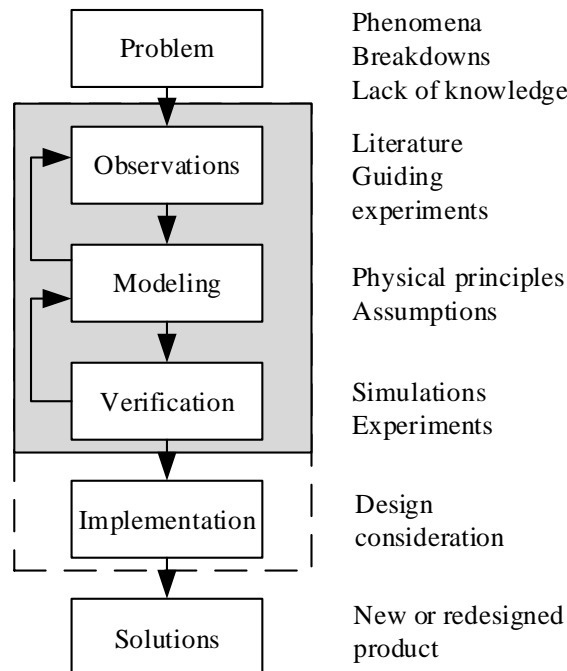 Problem
Phenomena
Breakdowns
Lack of knowledge
Observations
Literature
Guiding
experiments
Modeling
Physical principles
Assumptions
Verification
Simulations
Experiments
Implementation
Design
consideration
Solutions
New or redesigned
product